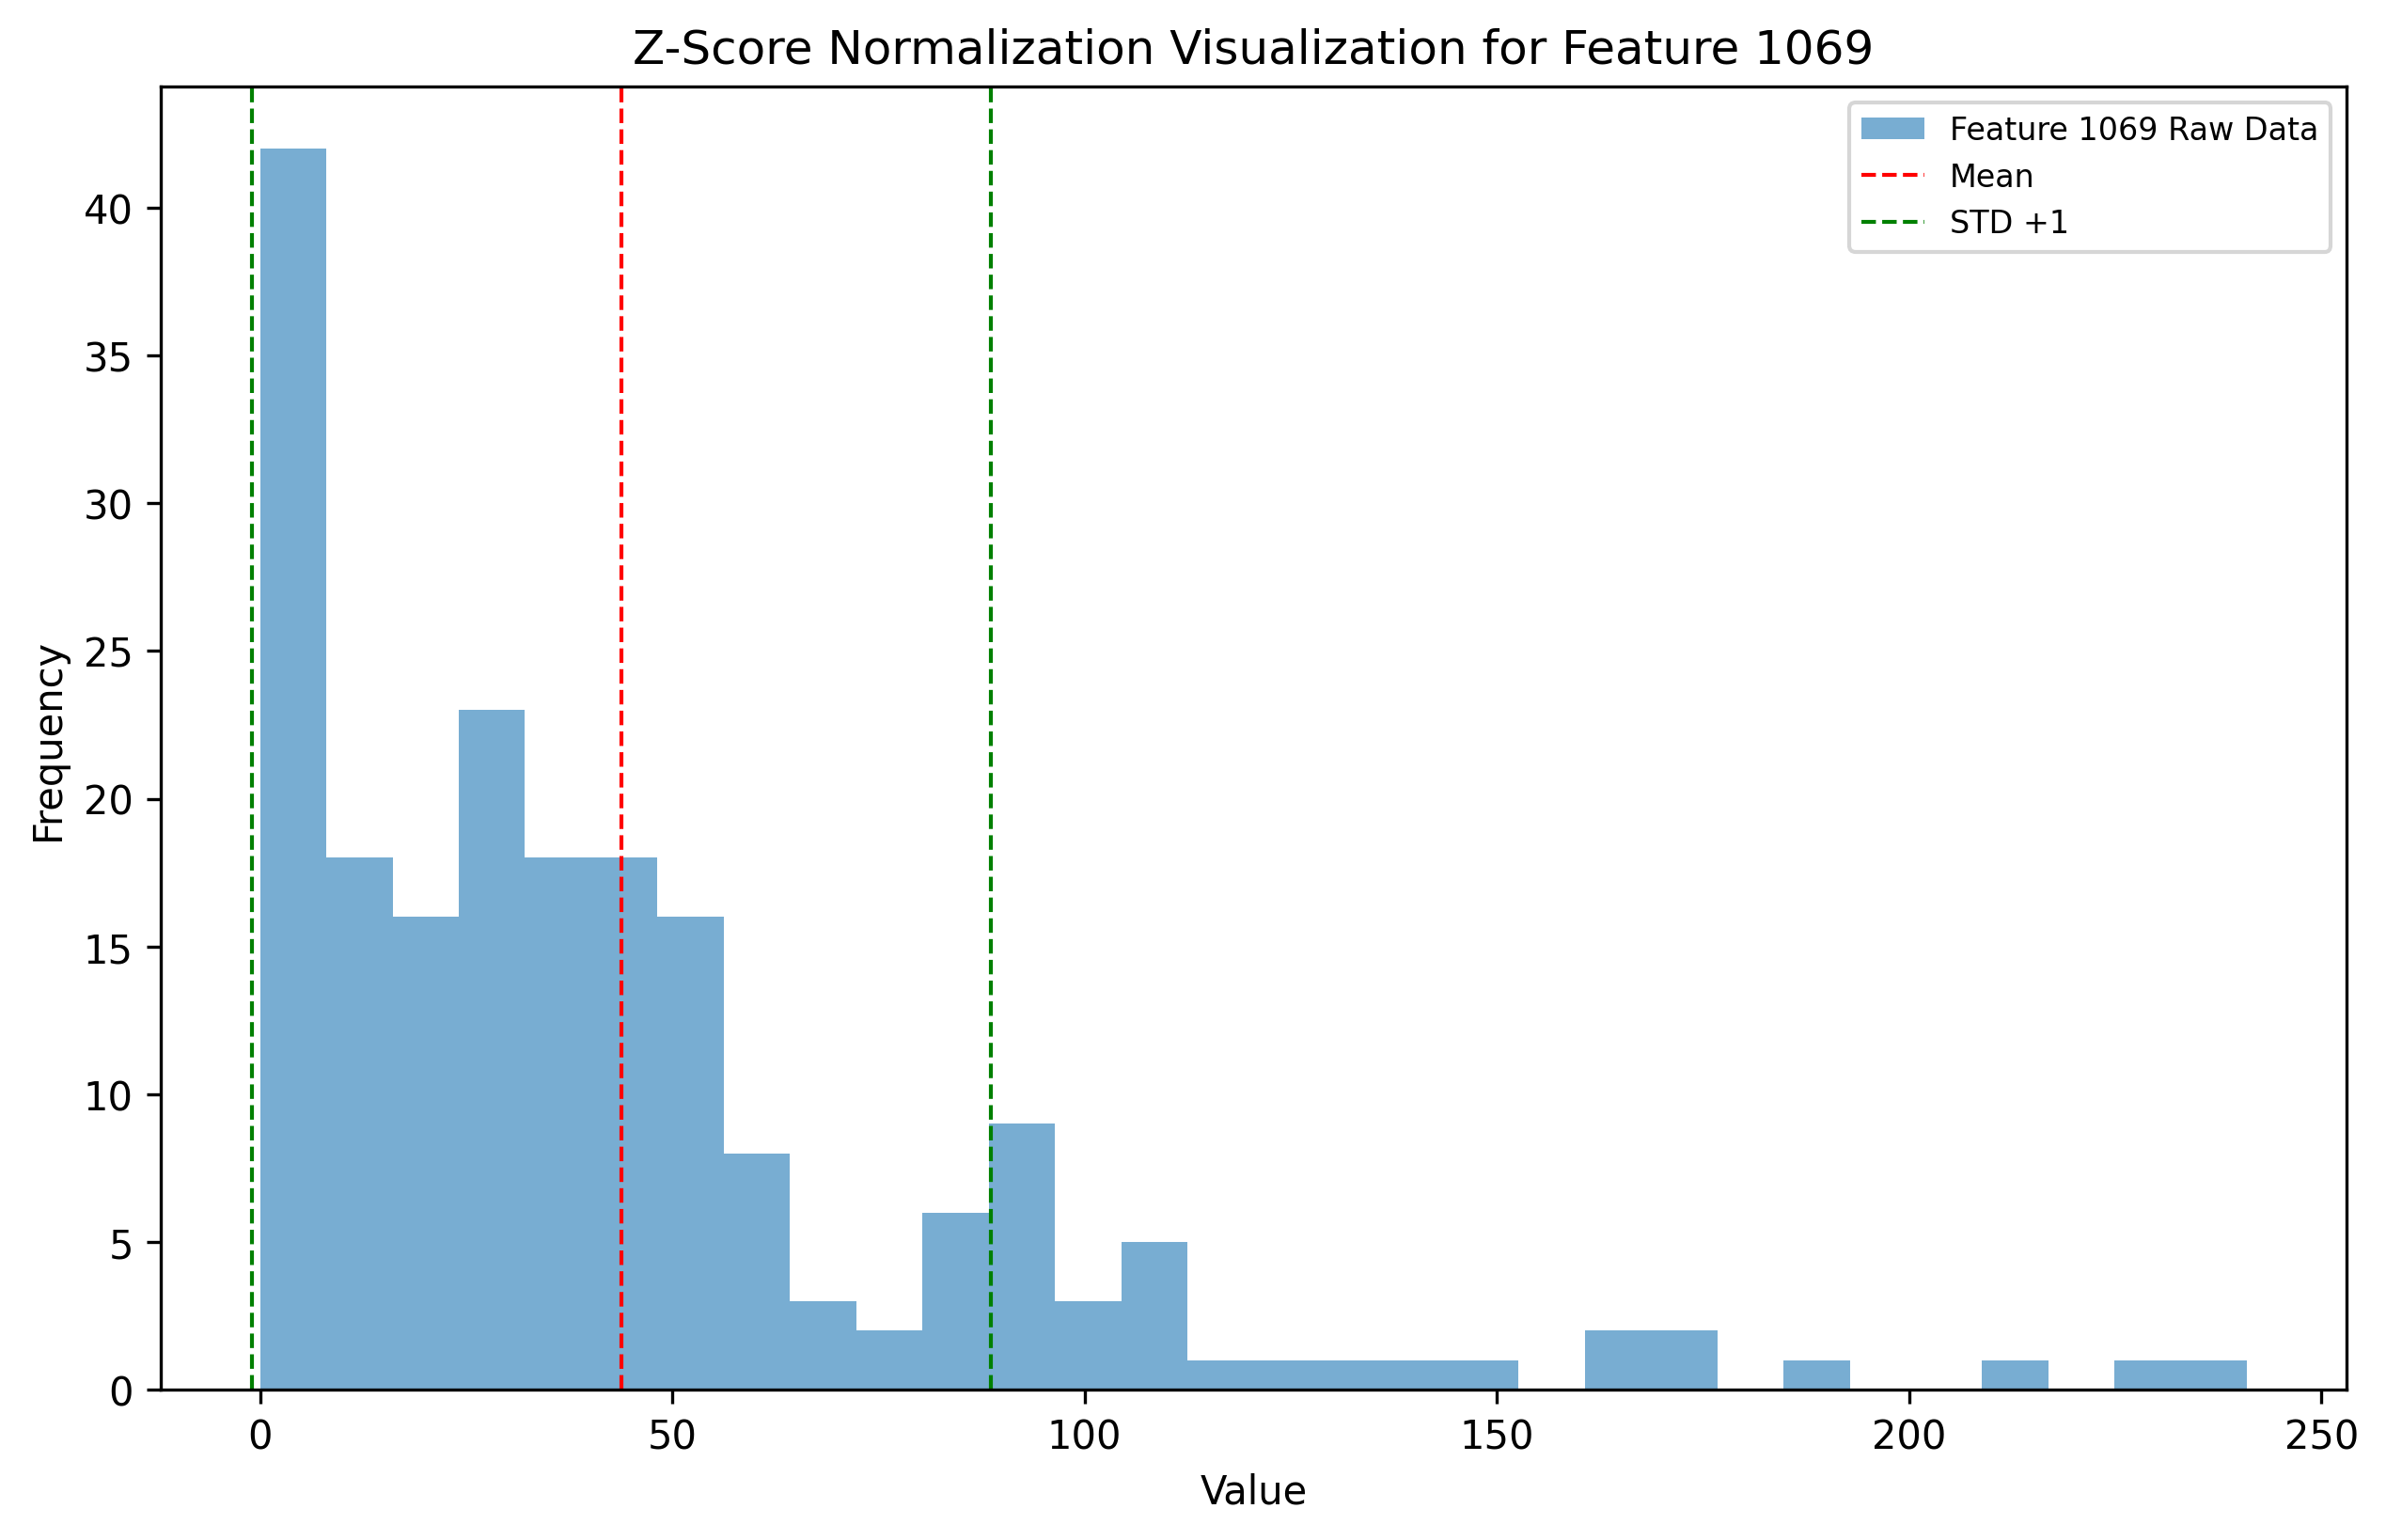 Z-Score Normalization Visualization for Feature 1069
Feature 1069 Raw Data
Mean
STD +1
40
35
30
25
20
15
10
5
0
Frequency
0 50 100 150 200 250
Value